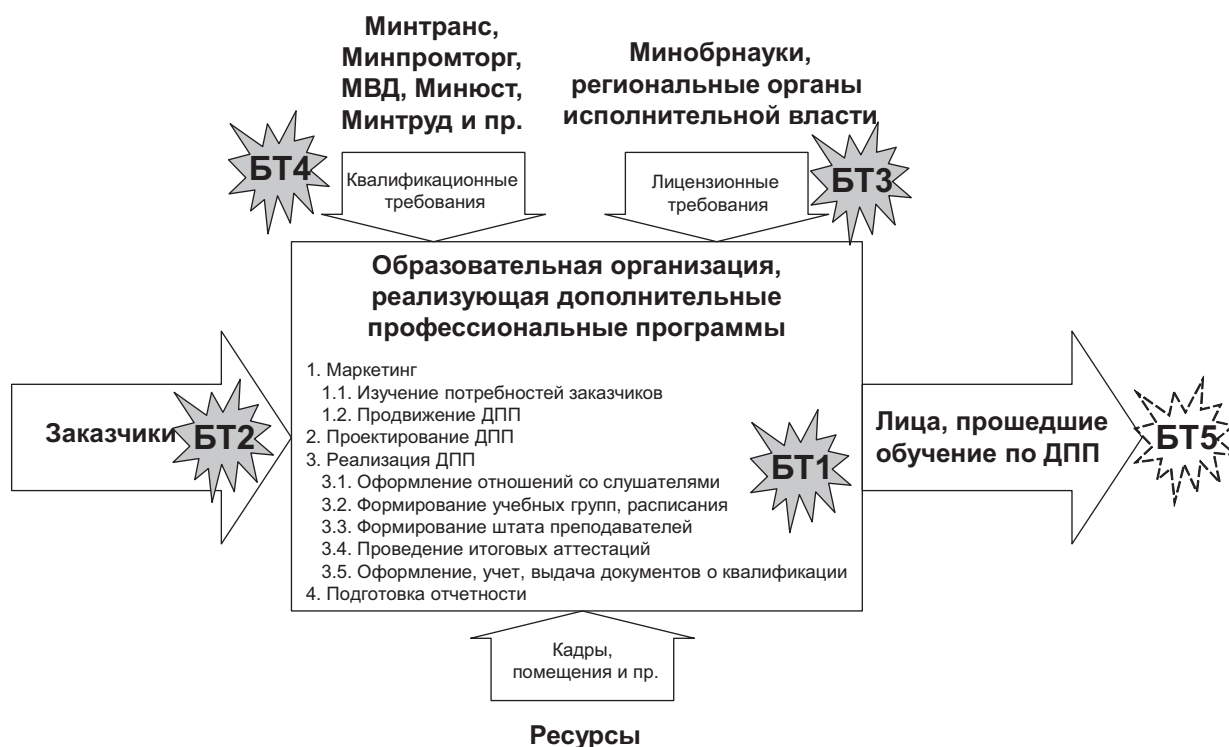 Минтранс,
Минпромторг,
МВД, Минюст,
Минтруд и пр.
Минобрнауки,
региональные органы
исполнительной власти
БТ4
Квалификационные
требования
Лицензионные
требования
БТ3
Образовательная организация,
реализующая дополнительные
профессиональные программы
1. Маркетинг
1.1. Изучение потребностей заказчиков
1.2. Продвижение ДПП
2. Проектирование ДПП
3. Реализация ДПП
3.1. Оформление отношений со слушателями
3.2. Формирование учебных групп, расписания
3.3. Формирование штата преподавателей
3.4. Проведение итоговых аттестаций
3.5. Оформление, учет, выдача документов о квалификации
4. Подготовка отчетности
Заказчики
БТ2
БТ1
Лица, прошедшие
обучение по ДПП
БТ5
Кадры,
помещения и пр.
Ресурсы